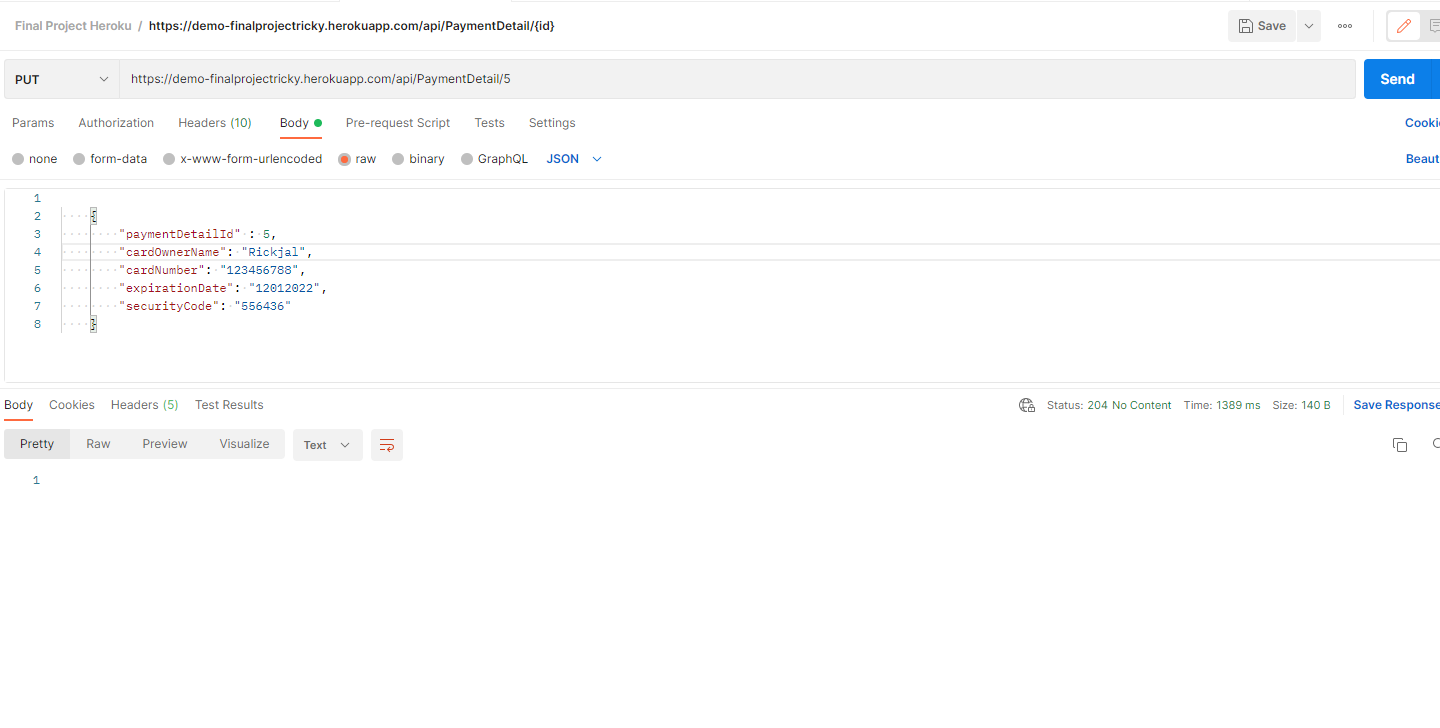 Final Project Heroku / https://demo-finalprojectricky.herokuapp.com/api/PaymentDetail/{id} Save
PUT https://demo-finalprojectricky.herokuapp.com/api/PaymentDetail/5 Send
Params Authorization Headers (10) Body Pre-request Script Tests Settings Cooki
none form-data x-www-form-urlencoded raw binary GraphQL JSON Beaut
1
2 {
3 "paymentDetailId" : 5,
4 "cardOwnerName": "Rickjal",
5 "cardNumber": "123456788",
6 "expirationDate": "12012022",
7 "securityCode": "556436"
8 }
Body Cookies Headers (5) Test Results Status: 204 No Content Time: 1389 ms Size: 140 B Save Response
Pretty Raw Preview Visualize Text
1